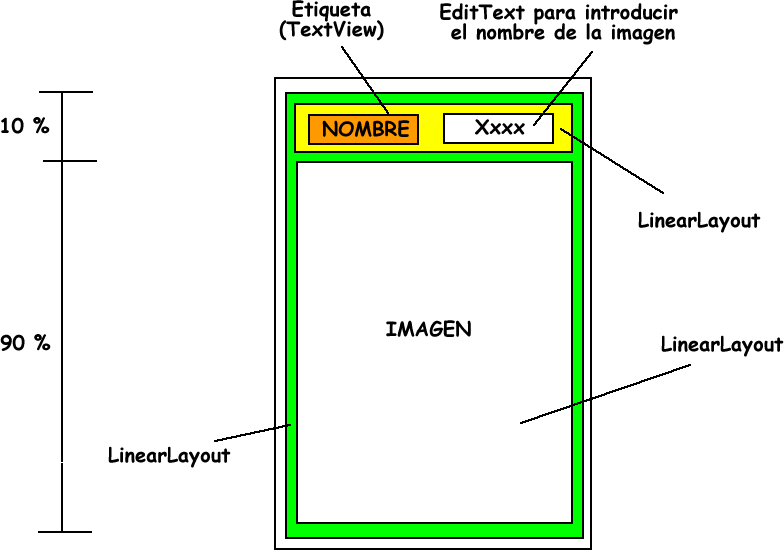 Etiqueta
(TextView)
EditText para introducir
el nombre de la imagen
10 %
NOMBRE
Xxxx
LinearLayout
IMAGEN
90 %
LinearLayout
LinearLayout